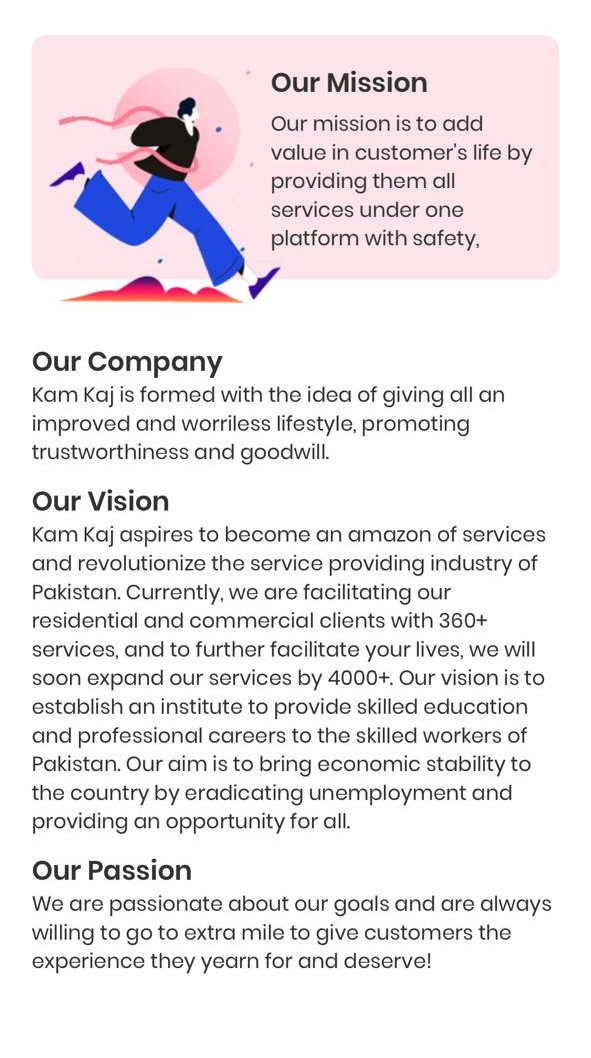 Our Mission
Our mission is to add
value in customer's life by
providing them all
services under one
platform with safety,
Our Company
Kam Kaj is formed with the idea of giving all an
improved and worriless lifestyle, promoting
trustworthiness and goodwill.
Our Vision
Kam Kaj aspires to become an amazon of services
and revolutionize the service providing industry of
Pakistan. Currently, we are facilitating our
residential and commercial clients with 360+
services, and to further facilitate your lives, we will
soon expand our services by 4000+. Our vision is to
establish an institute to provide skilled education
and professional careers to the skilled workers of
Pakistan. Our aim is to bring economic stability to
the country by eradicating unemployment and
providing an opportunity for all.
Our Passion
We are passionate about our goals and are always
willing to go to extra mile to give customers the
experience they yearn for and deserve!